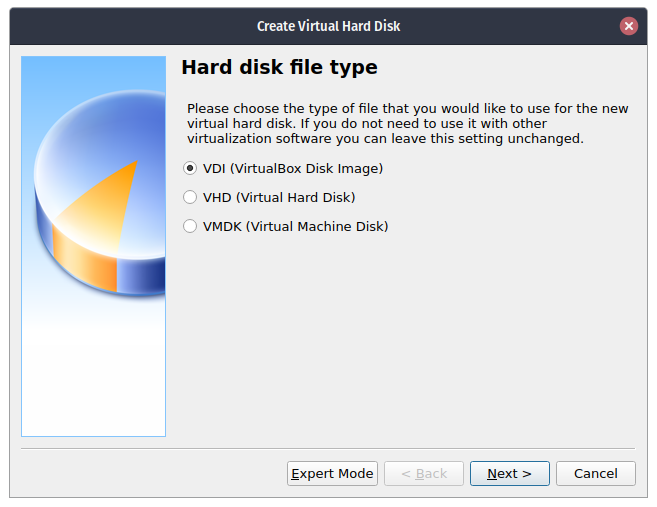 Create Virtual Hard Disk
Hard disk file type
Please choose the type of file that you would like to use for the new
virtual hard disk. If you do not need to use it with other
virtualization software you can leave this setting unchanged.
VDI (VirtualBox Disk Image)
VHD (Virtual Hard Disk)
VMDK (Virtual Machine Disk)
Expert Mode
< Back
Next >
Cancel